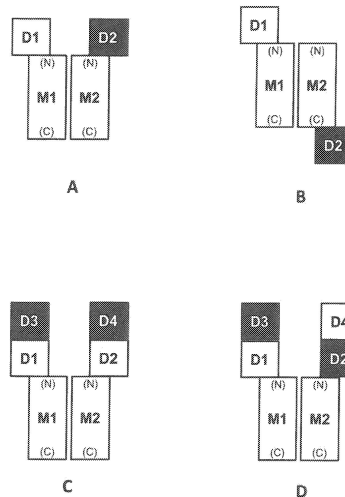 D1 D2
(N) (N)
M1 M2
(C) (C)
A
D1
(N) (N)
M1 M2
(C) (C)
D2
B
D3 D4
D1 D2
(N) (N)
M1 M2
(C) (C)
C
D3 D4
D1 D2
(N) (N)
M1 M2
(C) (C)
D